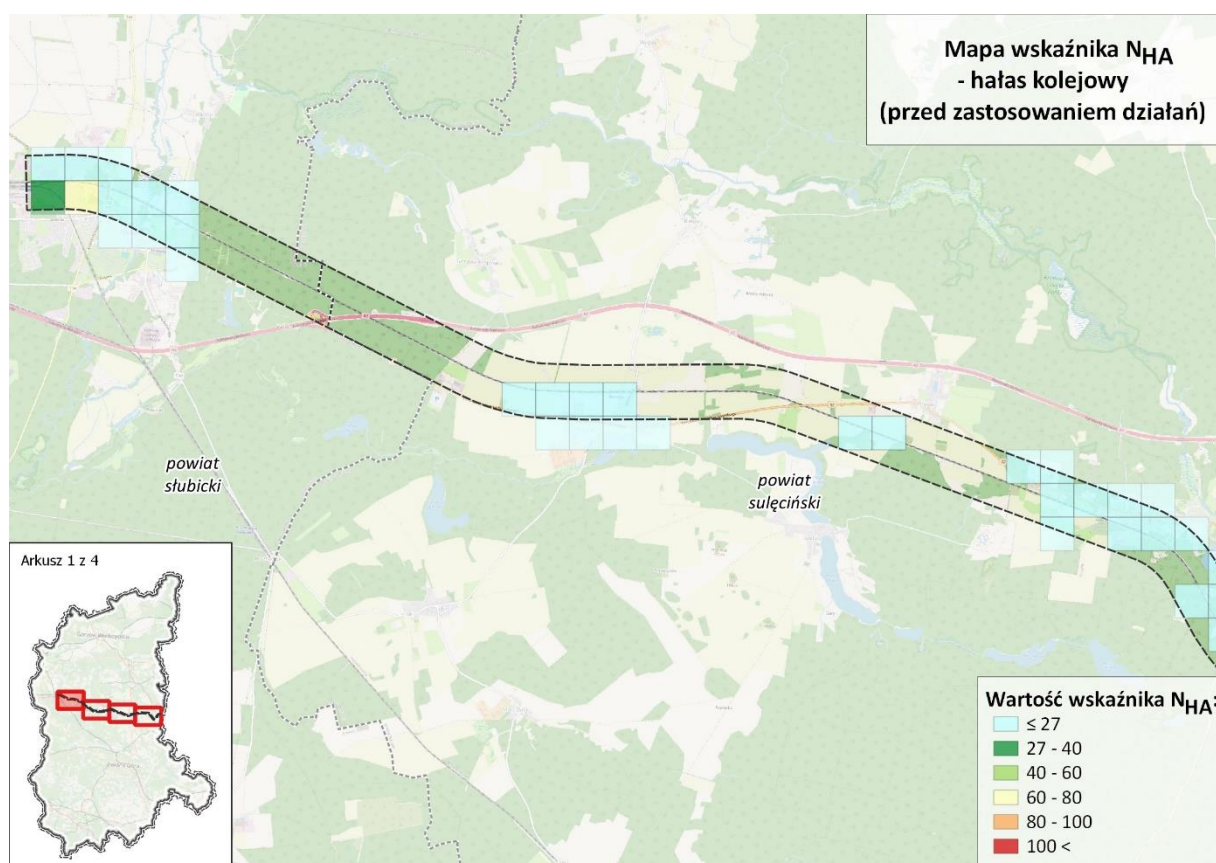 Mapa wskaźnika NHA
- hałas kolejowy
(przed zastosowaniem działań)
powiat
słubicki
powiat
sulęciński
Arkusz 1 z 4
Wartość wskaźnika NHA:
≤ 27
27 - 40
40 - 60
60 - 80
80 - 100
100 <